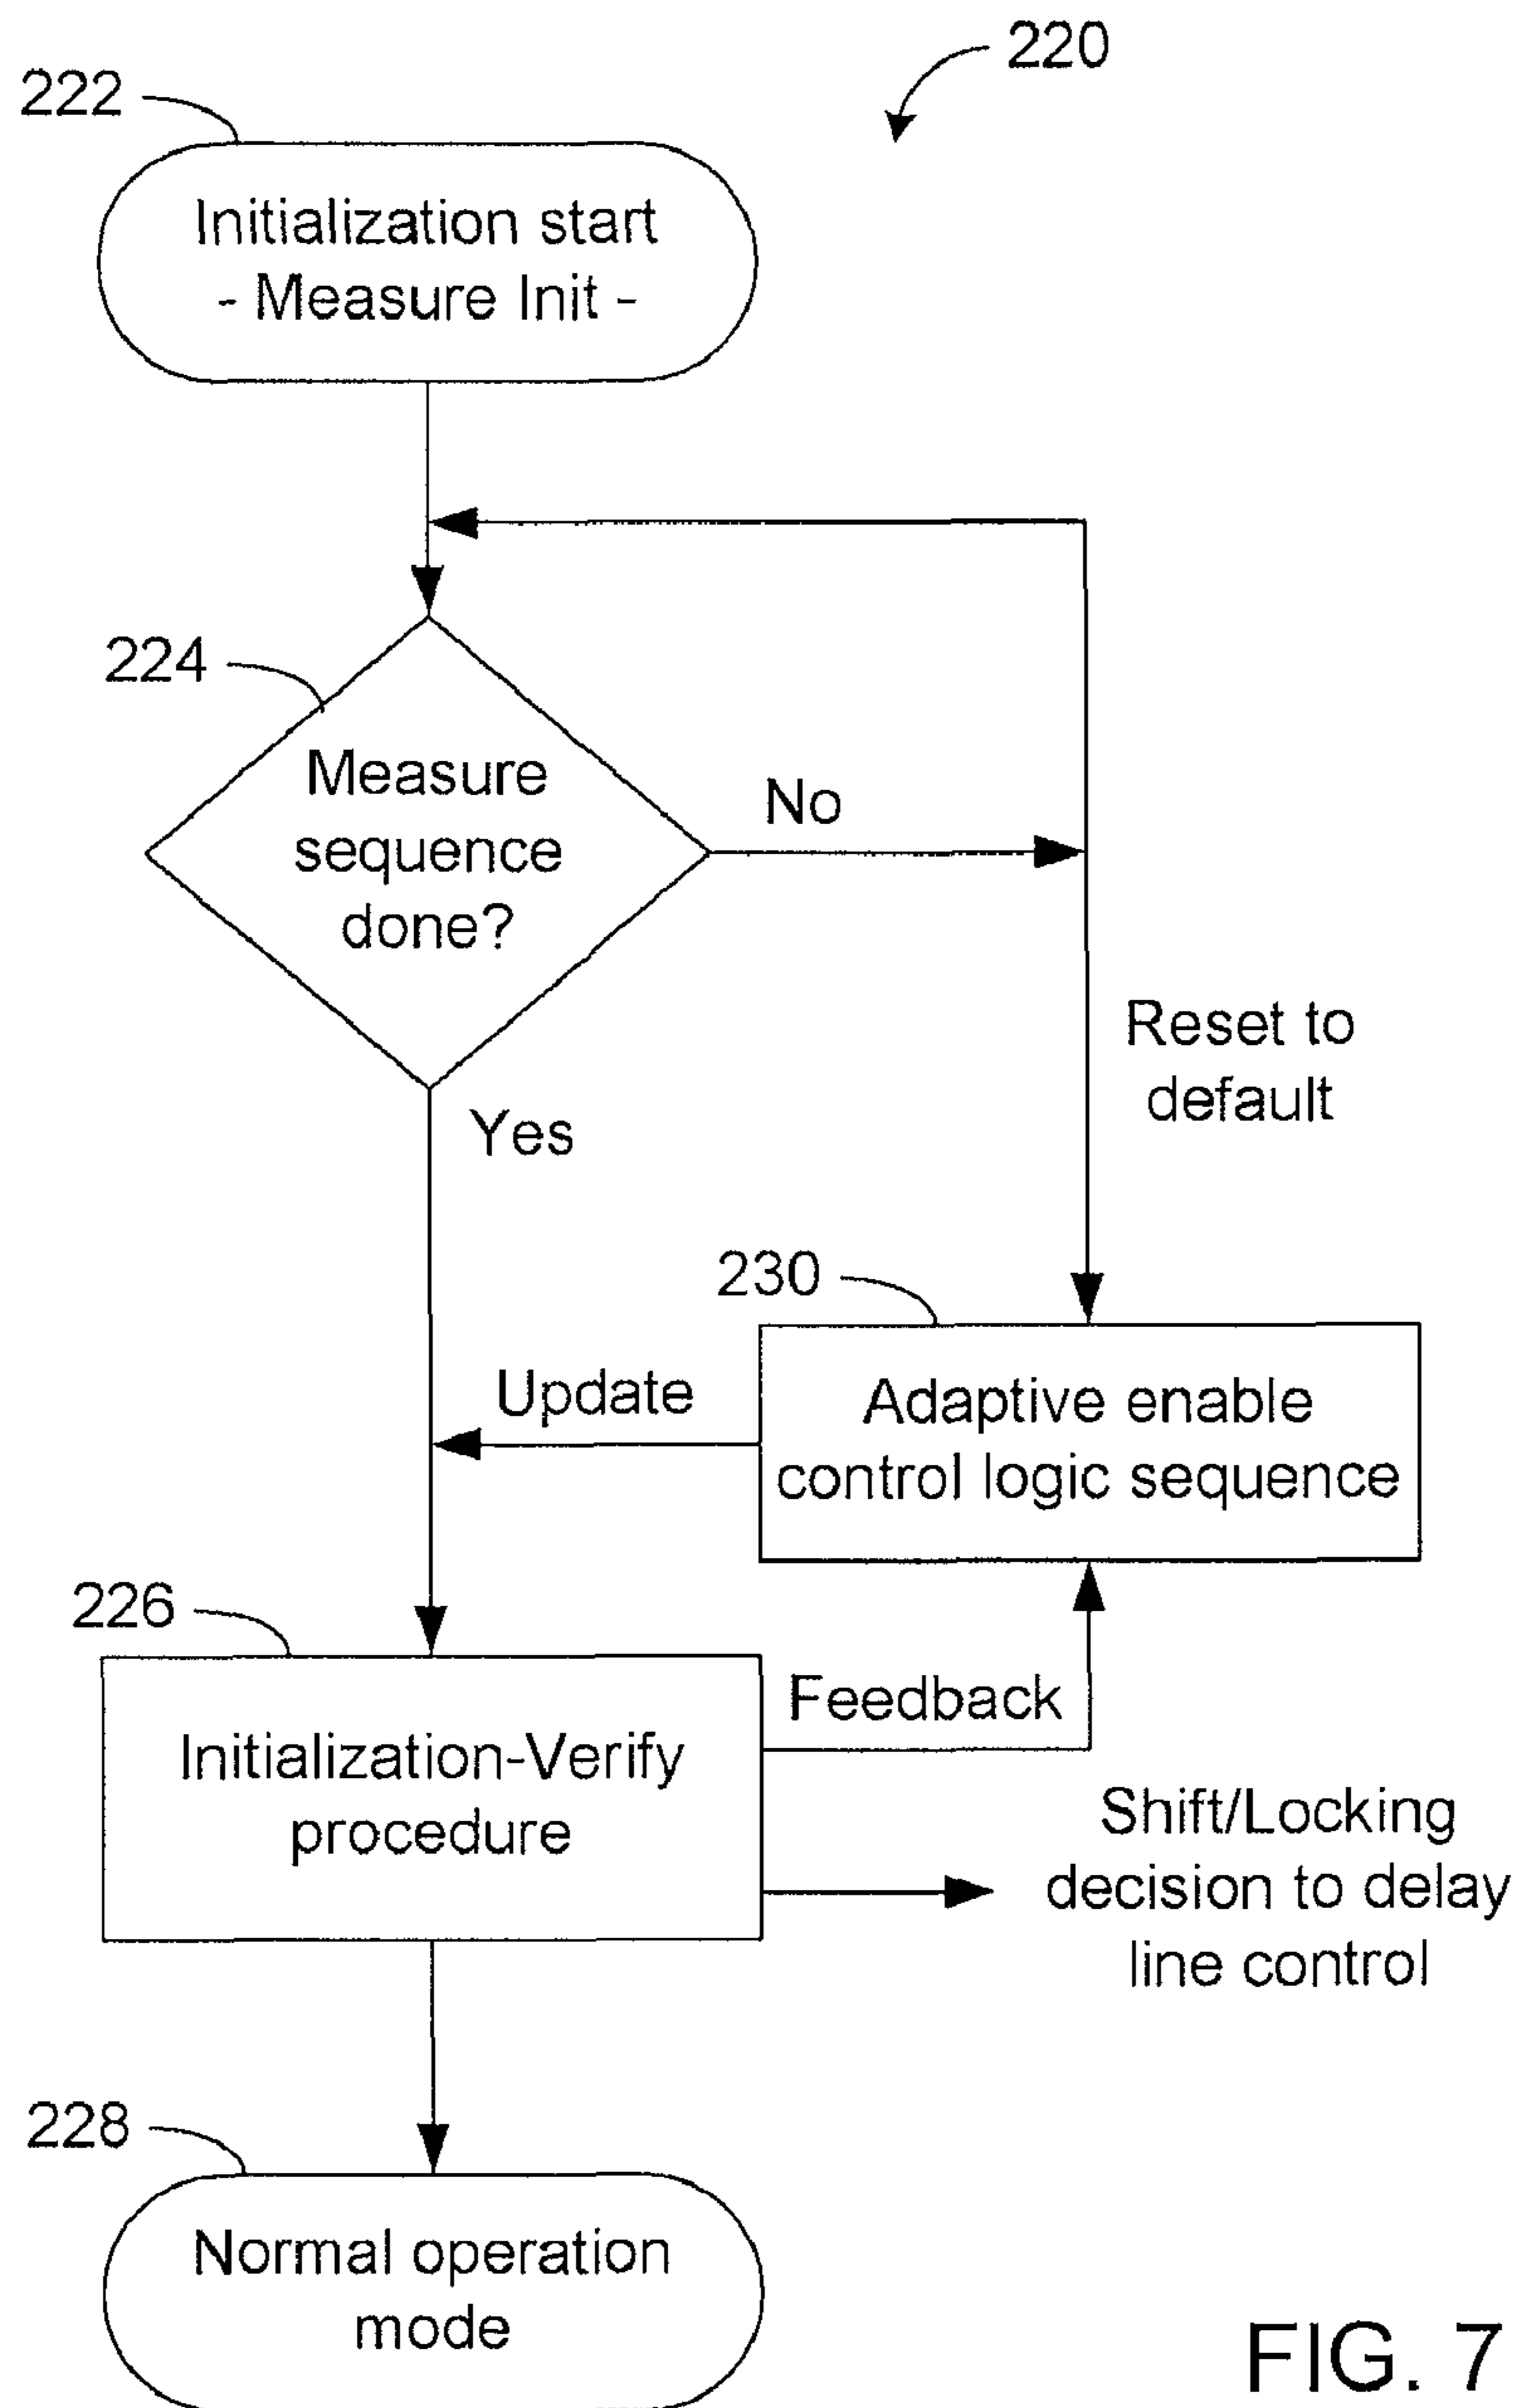 220
222
Initialization start
- Measure Init -
224
Measure
sequence
done?
No
Reset to
default
Yes
230
Adaptive enable
control logic sequence
Update
226
Initialization-Verify
procedure
Feedback
Shift/Locking
decision to delay
line control
228
Normal operation
mode
FIG. 7